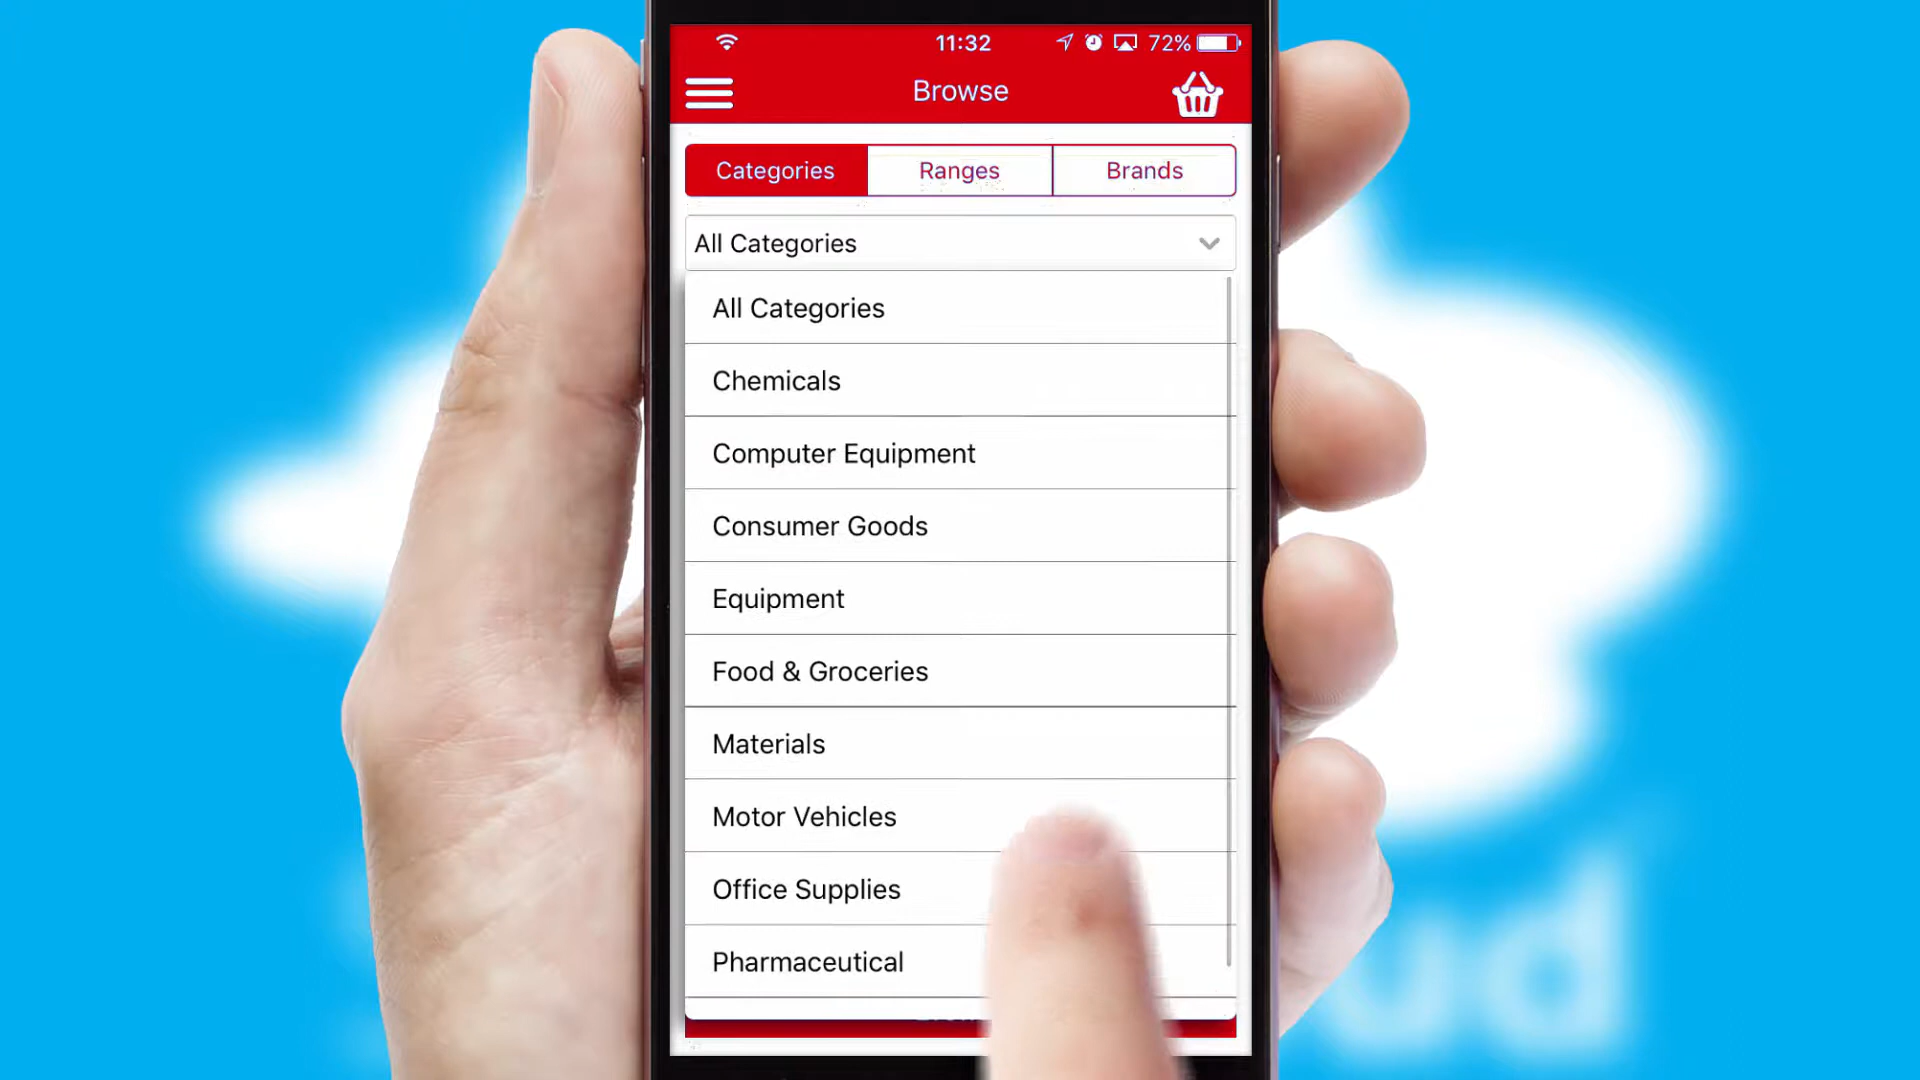 11:32
72%
Browse
Categories
Ranges
Brands
All Categories
All Categories
Chemicals
Computer Equipment
Consumer Goods
Equipment
Food & Groceries
Materials
Motor Vehicles
Office Supplies
Pharmaceutical
ud